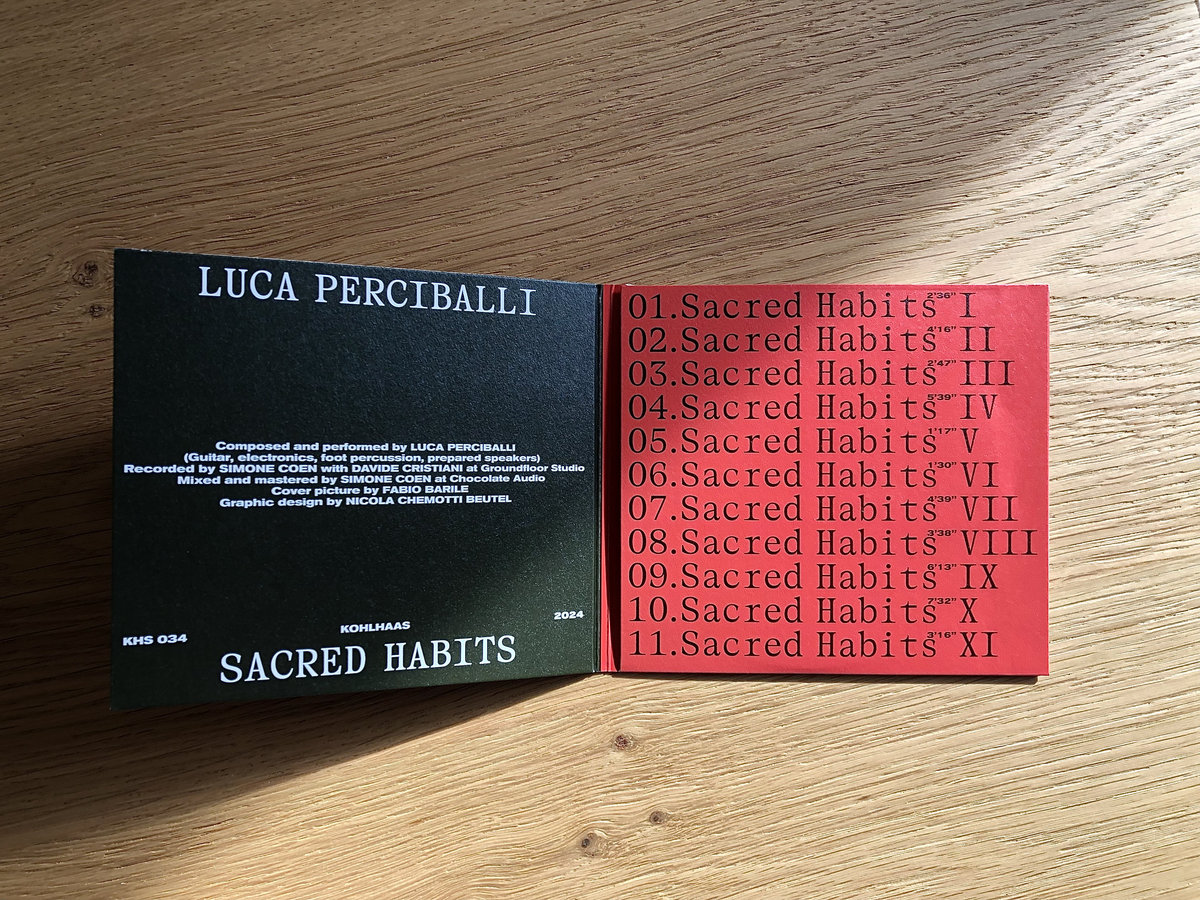 LUCA PERCIBALLI
Composed and performed by LUCA PERCIBALLI
(Guitar, electronics, foot percussion, prepared speakers)
Recorded by SIMONE COEN with DAVIDE CRISTIANI at Groundfloor Studio
Mixed and mastered by SIMONE COEN at Chocolate Audio
Cover picture by FABIO BARILE
Graphic design by NICOLA CHEMOTTI BEUTEL
KHS 034 KOHLHAAS 2024
SACRED HABITS
01.Sacred Habits 2'36" I
02.Sacred Habits 4'16" II
03.Sacred Habits 2'47" III
04.Sacred Habits 5'39" IV
05.Sacred Habits 1'17" V
06.Sacred Habits 1'30" VI
07.Sacred Habits 4'39" VII
08.Sacred Habits 3'38" VIII
09.Sacred Habits 6'13" IX
10.Sacred Habits 7'32" X
11.Sacred Habits 3'16" XI